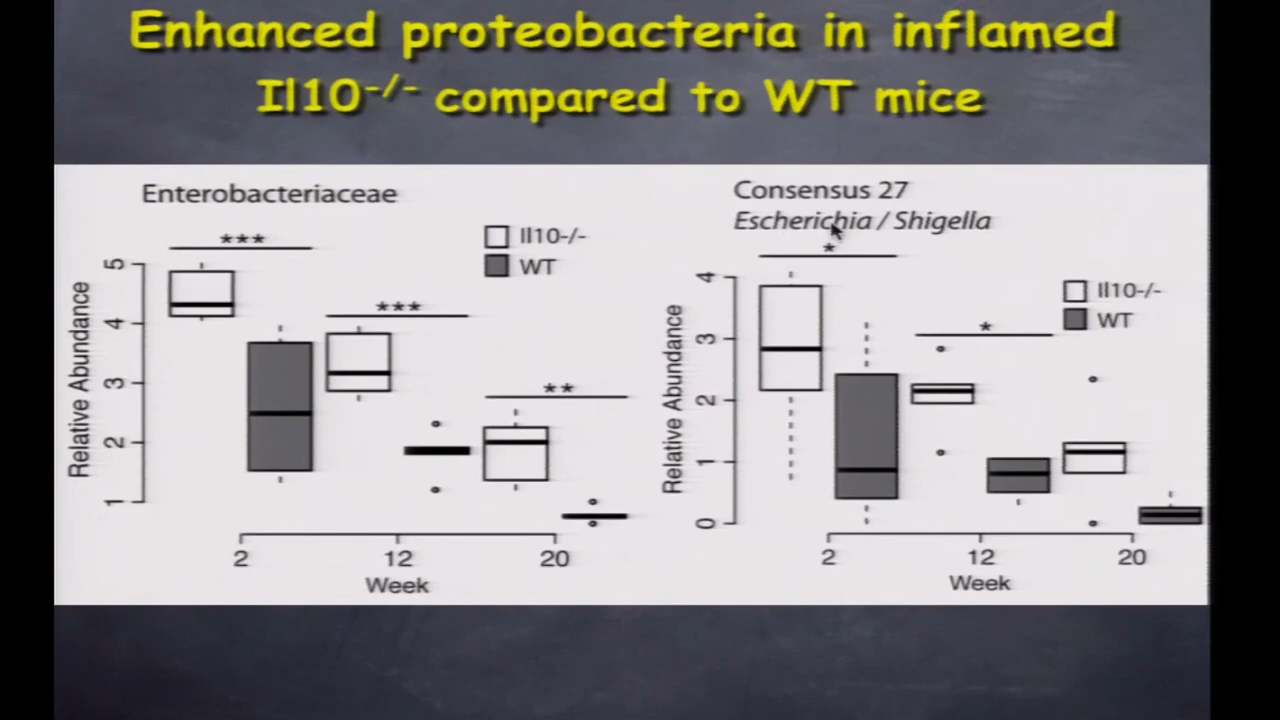 Enhanced proteobacteria in inflamed
Il10-/- compared to WT mice
Enterobacteriaceae
Il10-/-
WT
***
***
**
Relative Abundance
5
4
3
2
1
2 12 20
Week
Consensus 27
Escherichia / Shigella
Il10-/-
WT
*
*
Relative Abundance
4
3
2
1
0
2 12 20
Week